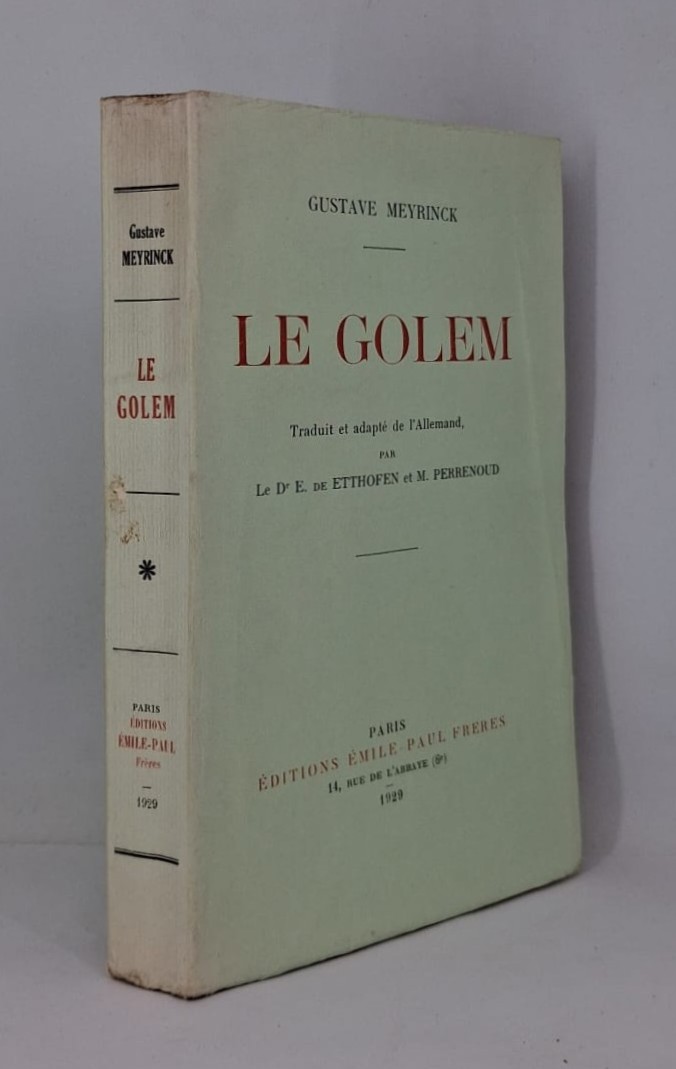 Gustave
MEYRINCK
LE
GOLEM
*
PARIS
ÉDITIONS
ÉMILE-PAUL
Frères
1929
GUSTAVE MEYRINCK
LE GOLEM
Traduit et adapté de l'Allemand,
PAR
Le Dr E. DE ETTHOFEN et M. PERRENOUD
PARIS
ÉDITIONS ÉMILE-PAUL FRERES
14, RUE DE L'ABBAYE (6e)
1929